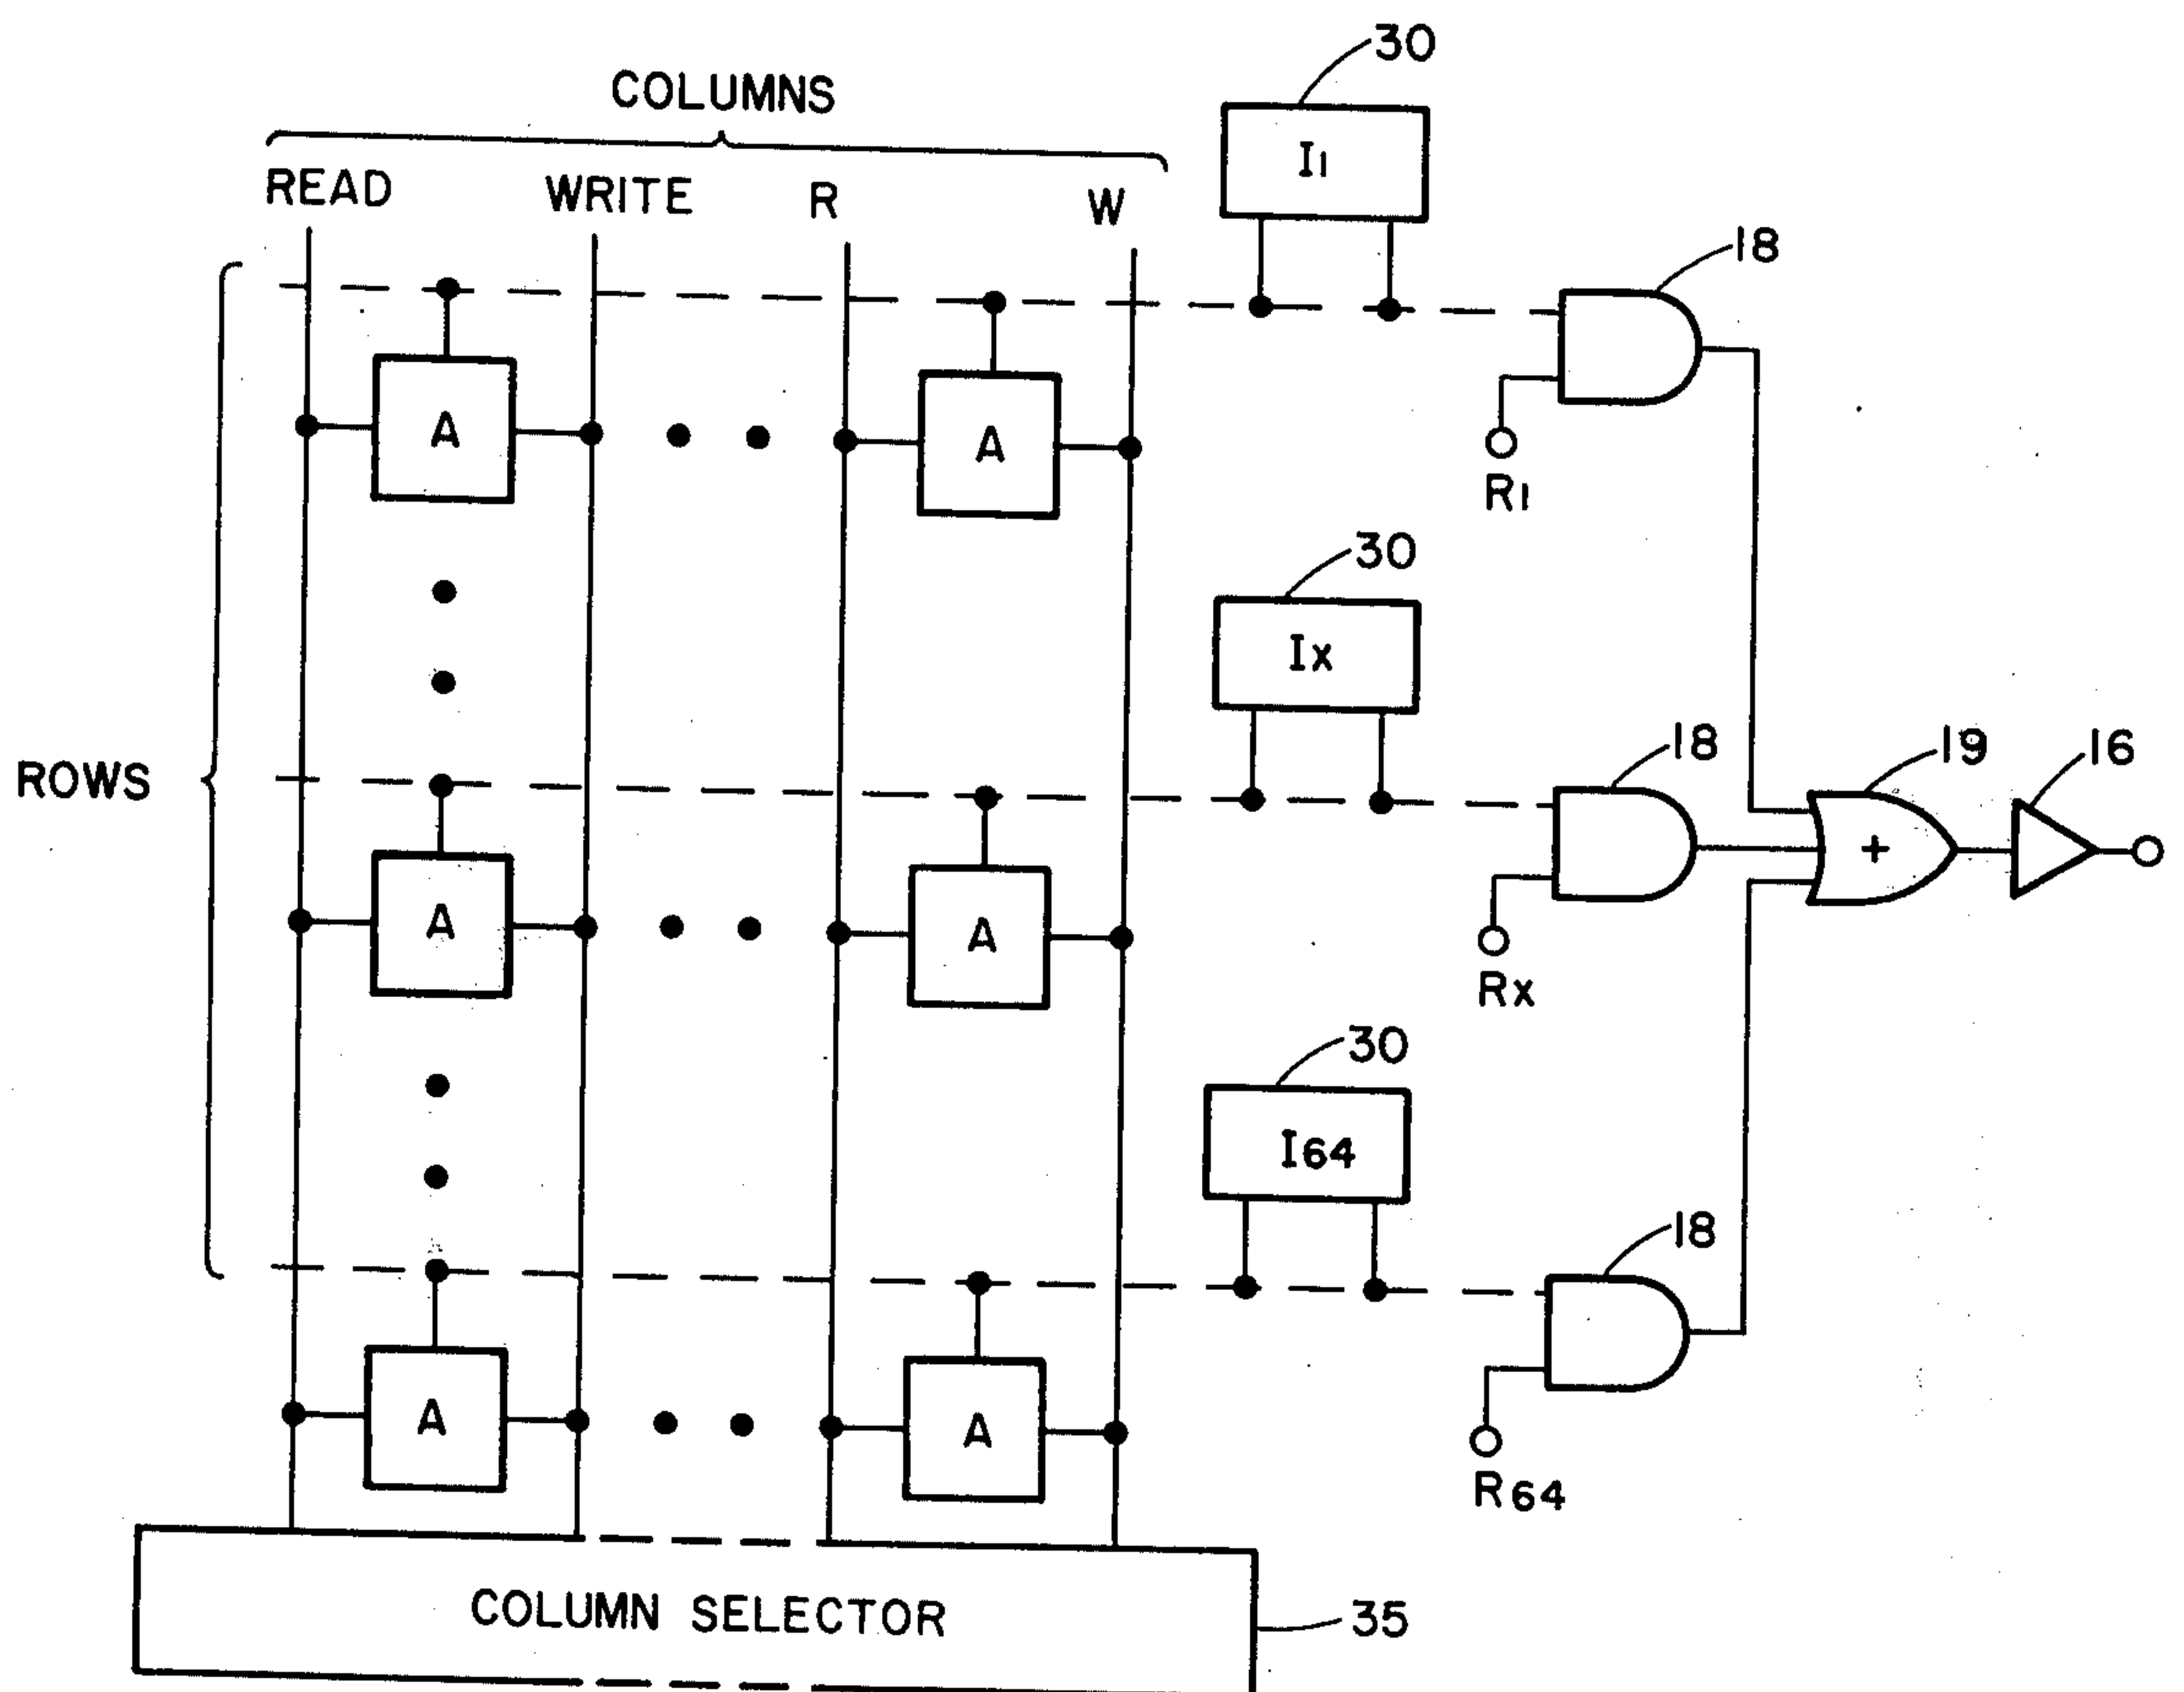 30
COLUMNS
I1
READ
WRITE
R
W
18
A
A
R1
30
Ix
18
19
16
ROWS
+
A
A
Rx
30
I64
18
A
A
R64
COLUMN SELECTOR
35